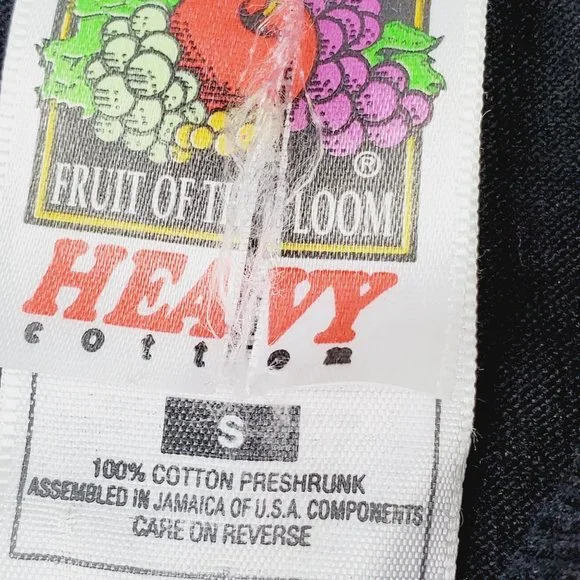 FRUIT OF THE LOOM ®
HEAVY
cotton
S
100% COTTON PRESHRUNK
ASSEMBLED IN JAMAICA OF U.S.A. COMPONENTS
CARE ON REVERSE